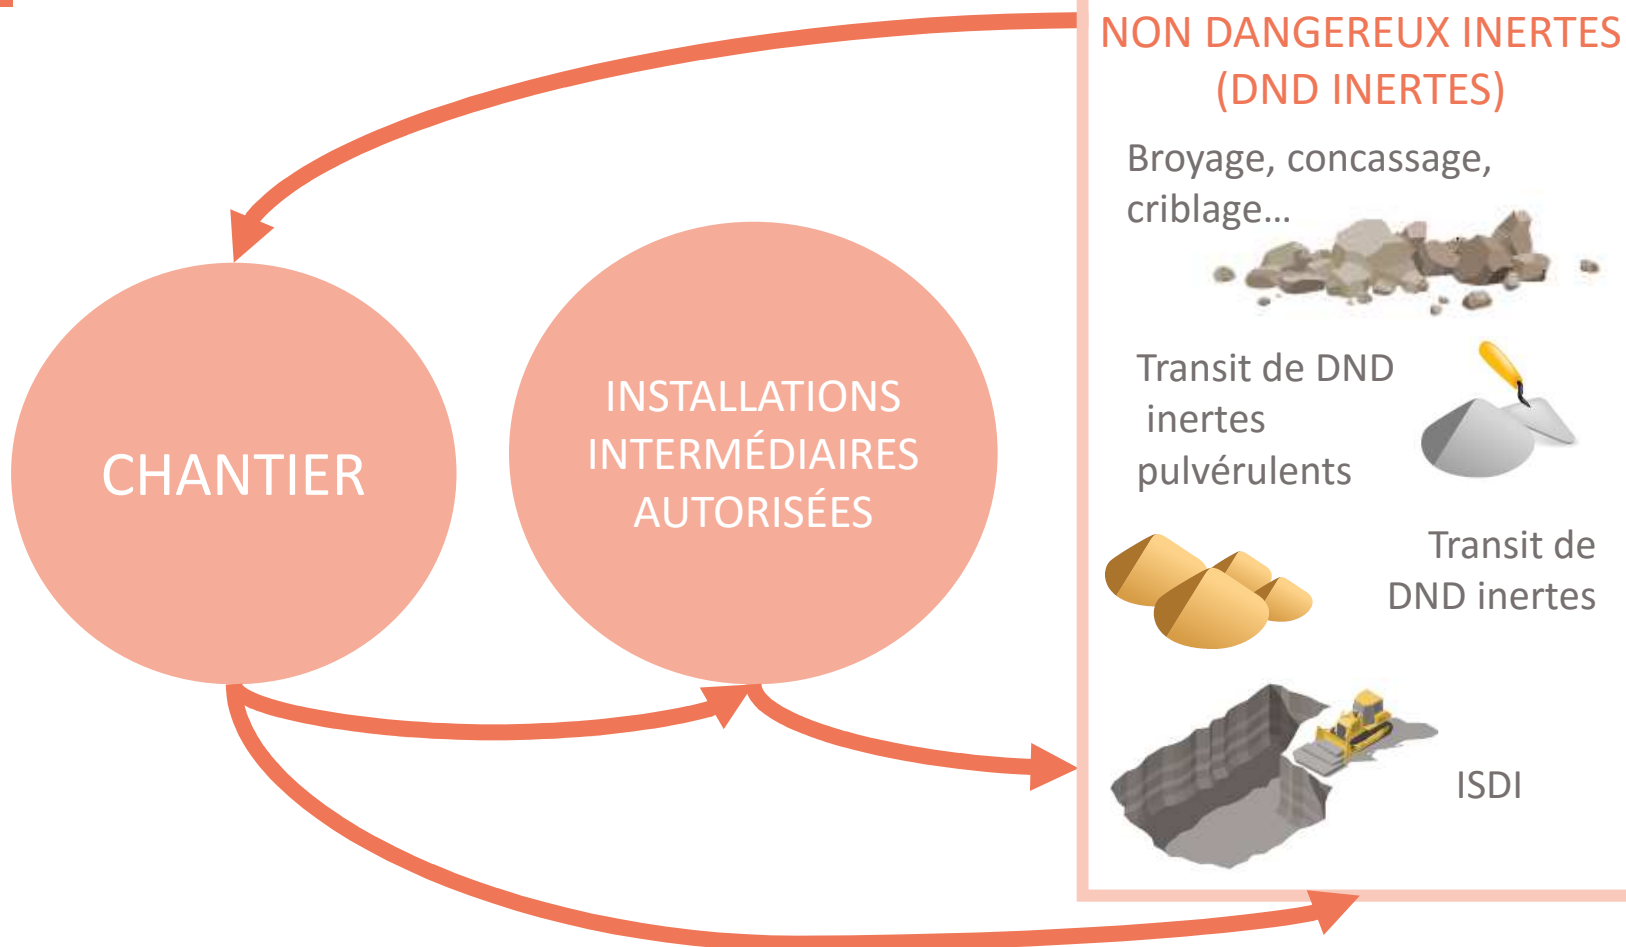 NON DANGEREUX INERTES
(DND INERTES)
Broyage, concassage,
criblage…
Transit de DND
inertes
pulvérulents
Transit de
DND inertes
ISDI
CHANTIER
INSTALLATIONS
INTERMÉDIAIRES
AUTORISÉES